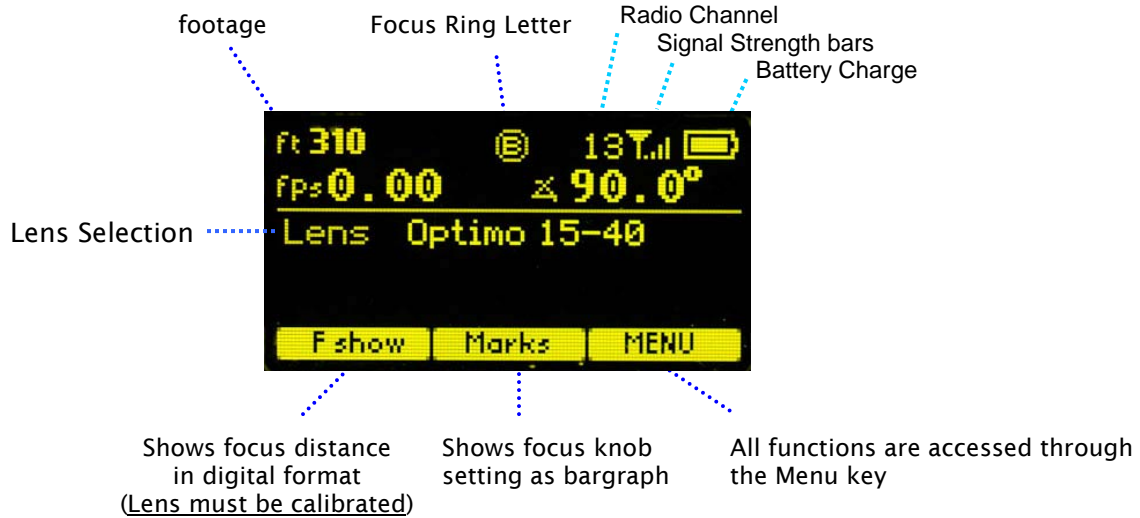 footage
Focus Ring Letter
Radio Channel
Signal Strength bars
Battery Charge
ft 310 B 13
fps 0.00 90.0°
Lens Selection
Lens Optimo 15-40
F show Marks MENU
Shows focus distance
in digital format
(Lens must be calibrated)
Shows focus knob
setting as bargraph
All functions are accessed through
the Menu key